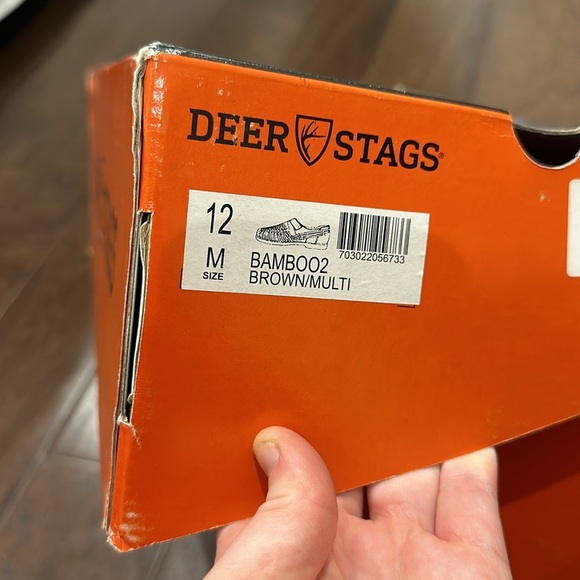 DEER STAGS®
12
703022056733
M BAMBOO2
SIZE BROWN/MULTI